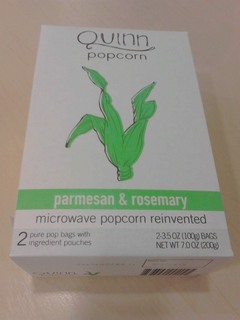 Quinn
popcorn
parmesan & rosemary
microwave popcorn reinvented
2 pure pop bags with ingredient pouches
2-3.5 OZ (100g) BAGS
NET WT 7.0 OZ (200g)
QUINN